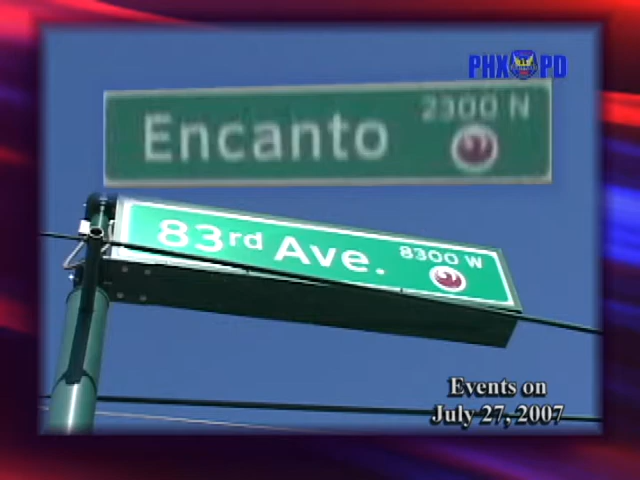 PHX PD
2300 N
Encanto
83rd Ave.
8300 W
Events on
July 27, 2007